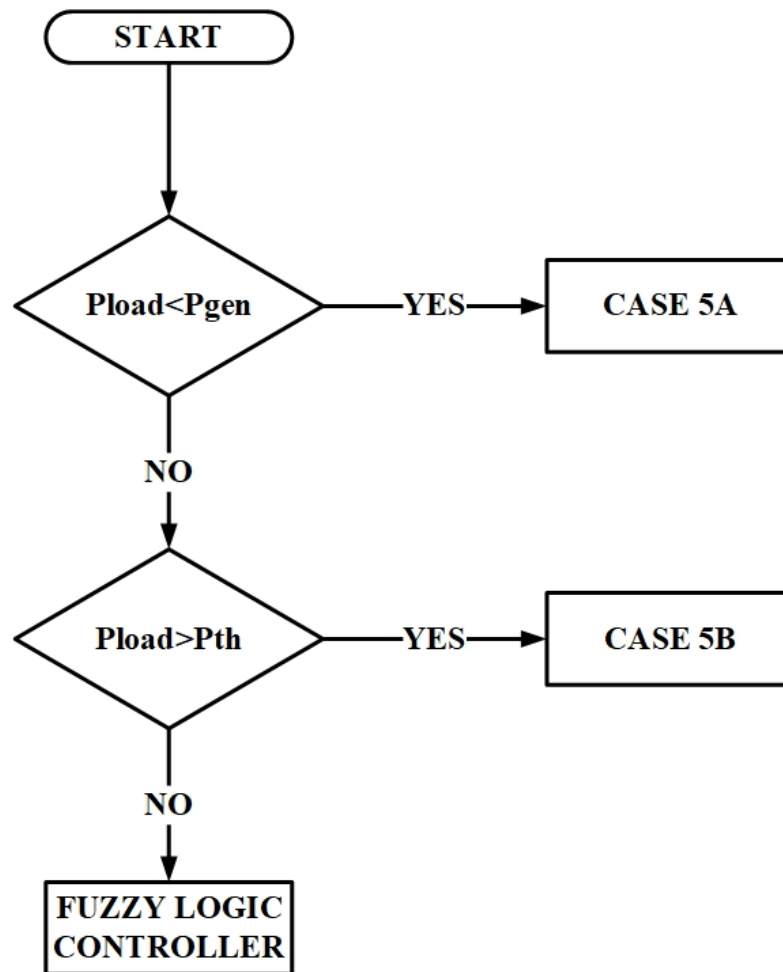 START
Pload<Pgen
YES
CASE 5A
NO
Pload>Pth
YES
CASE 5B
NO
FUZZY LOGIC
CONTROLLER